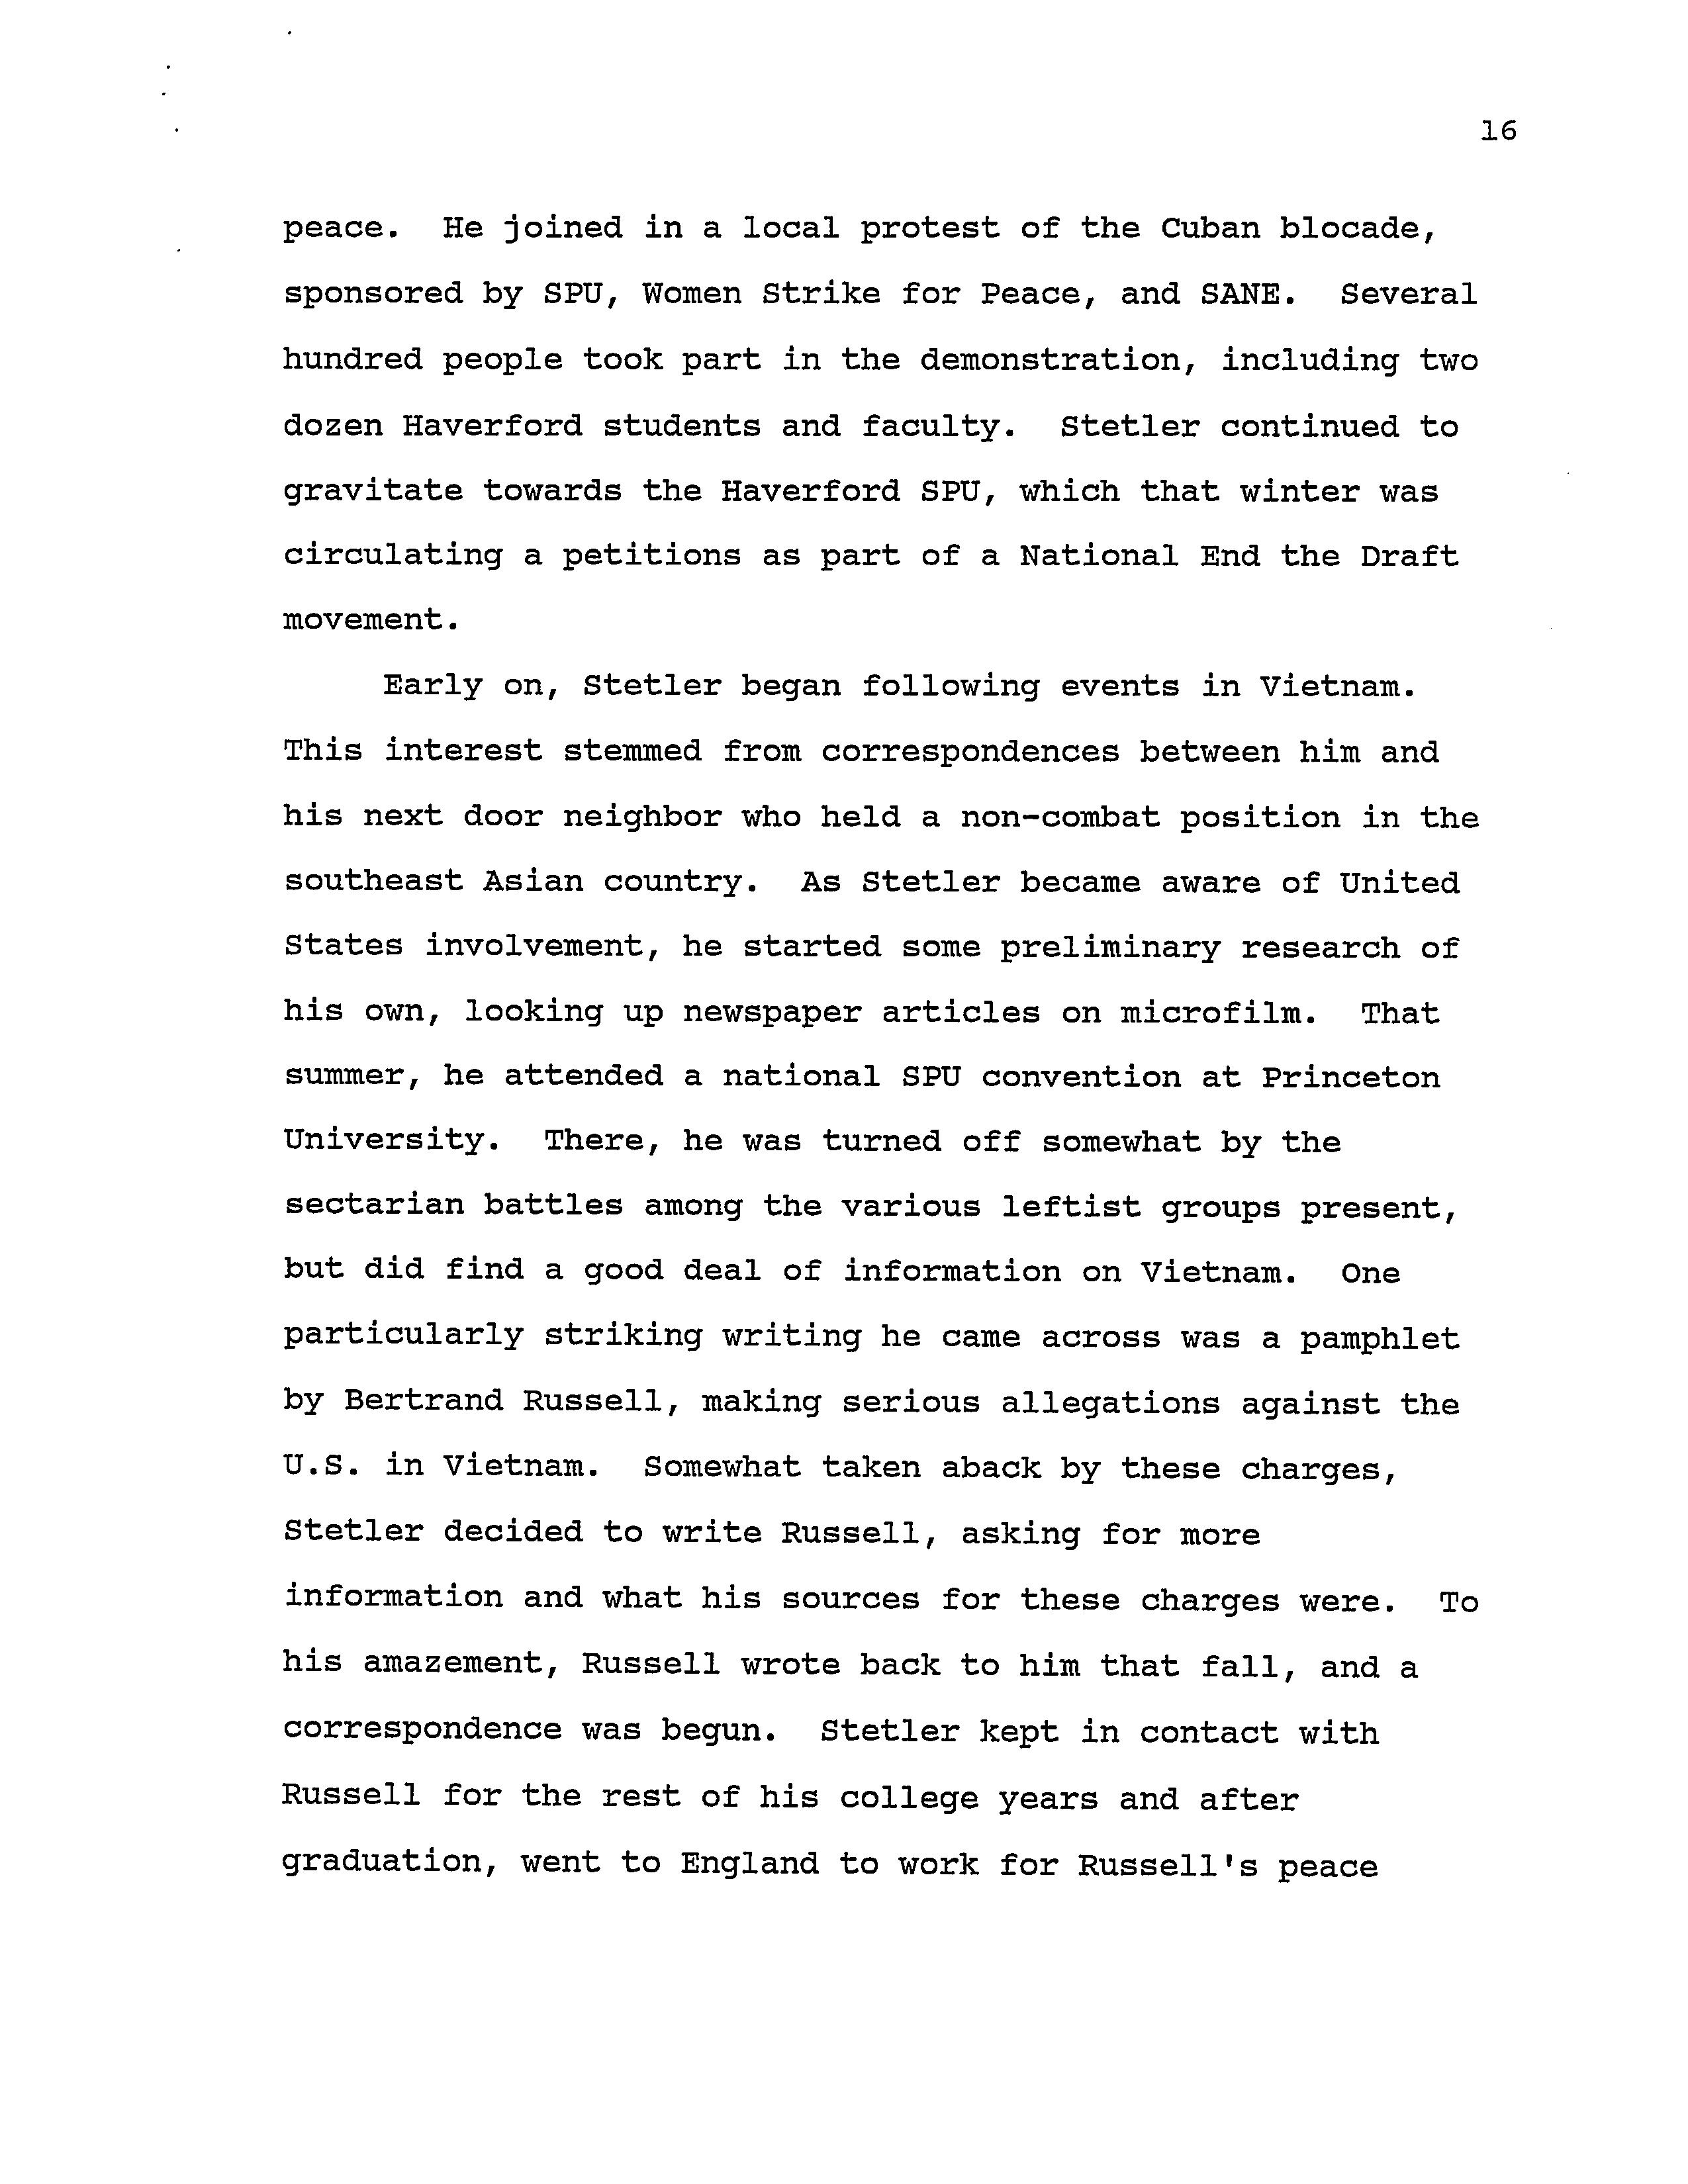 16
peace.  He joined in a local protest of the Cuban blocade,
sponsored by SPU, Women Strike for Peace, and SANE.  Several
hundred people took part in the demonstration, including two
dozen Haverford students and faculty.  Stetler continued to
gravitate towards the Haverford SPU, which that winter was
circulating a petitions as part of a National End the Draft
movement.
Early on, Stetler began following events in Vietnam.
This interest stemmed from correspondences between him and
his next door neighbor who held a non-combat position in the
southeast Asian country.  As Stetler became aware of United
States involvement, he started some preliminary research of
his own, looking up newspaper articles on microfilm.  That
summer, he attended a national SPU convention at Princeton
University.  There, he was turned off somewhat by the
sectarian battles among the various leftist groups present,
but did find a good deal of information on Vietnam.  One
particularly striking writing he came across was a pamphlet
by Bertrand Russell, making serious allegations against the
U.S. in Vietnam.  Somewhat taken aback by these charges,
Stetler decided to write Russell, asking for more
information and what his sources for these charges were.  To
his amazement, Russell wrote back to him that fall, and a
correspondence was begun.  Stetler kept in contact with
Russell for the rest of his college years and after
graduation, went to England to work for Russell's peace